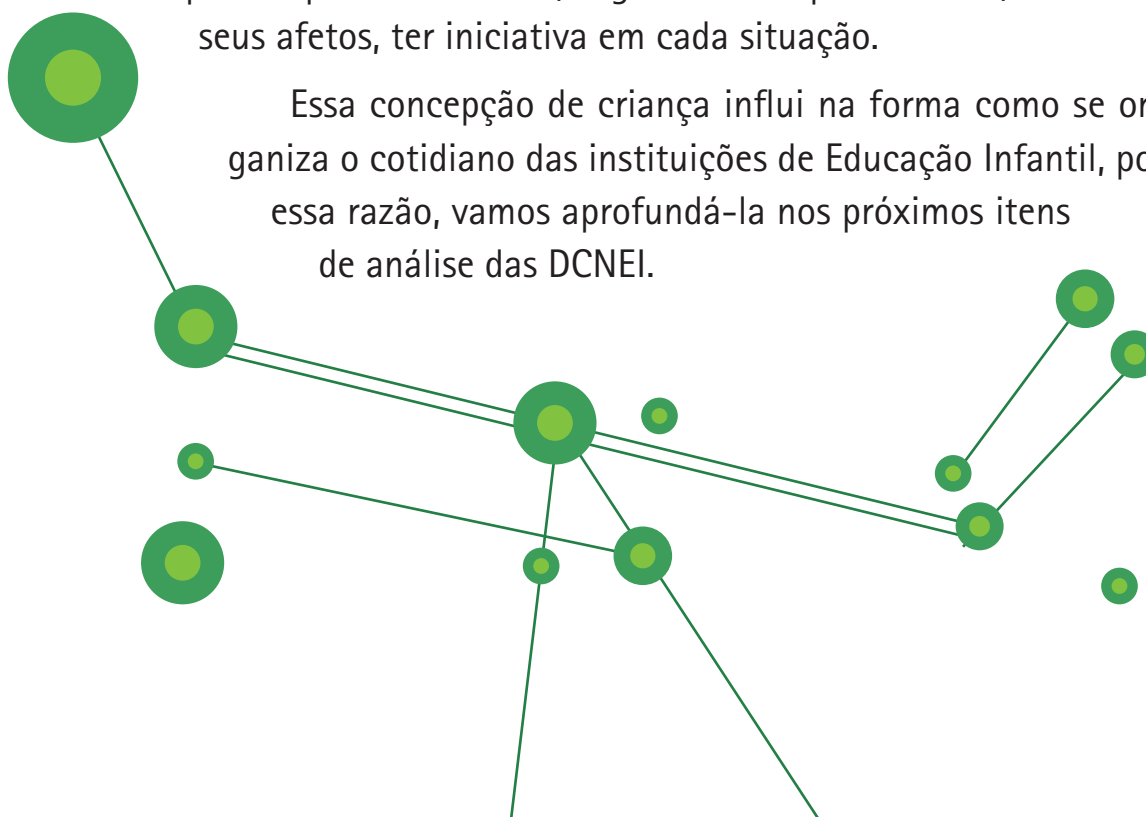 seus afetos, ter iniciativa em cada situação.
Essa concepção de criança influi na forma como se or
ganiza o cotidiano das instituições de Educação Infantil, po
essa razão, vamos aprofundá-la nos próximos itens
de análise das DCNEI.